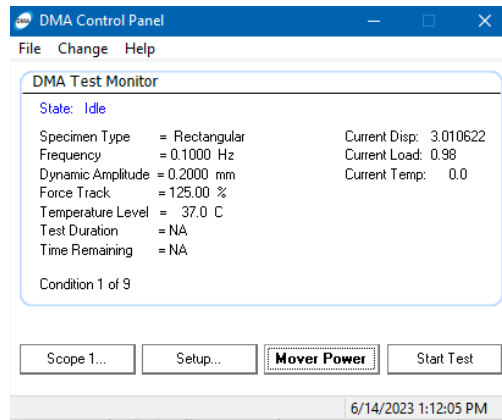 DMA DMA Control Panel
File Change Help
DMA Test Monitor
State: Idle
Specimen Type = Rectangular Current Disp: 3.010622
Frequency = 0.1000 Hz Current Load: 0.98
Dynamic Amplitude = 0.2000 mm Current Temp: 0.0
Force Track = 125.00 %
Temperature Level = 37.0 C
Test Duration = NA
Time Remaining = NA
Condition 1 of 9
Scope 1... Setup... Mover Power Start Test
6/14/2023 1:12:05 PM